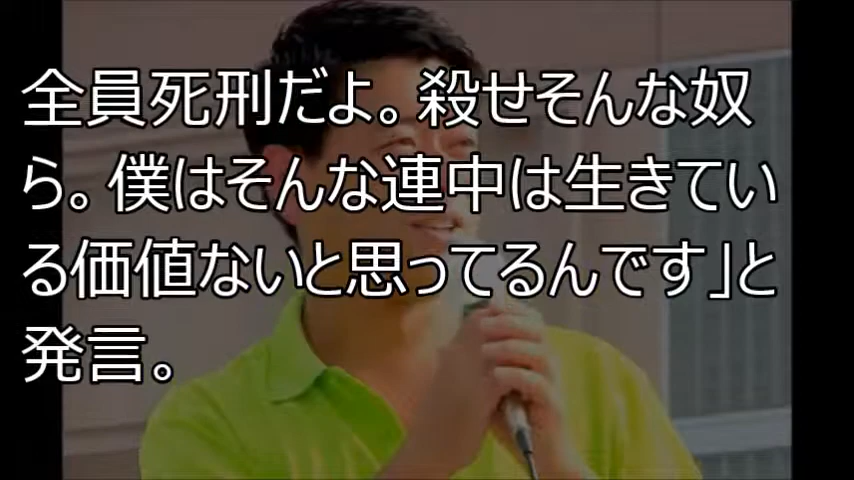 全員死刑だよ。殺せそんな奴
ら。僕はそんな連中は生きてい
る価値ないと思ってるんです」と
発言。